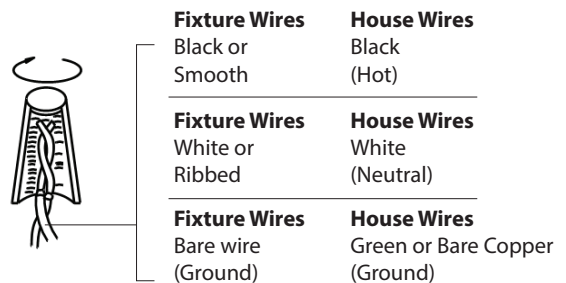 Fixture Wires House Wires
Black or Black
Smooth (Hot)
Fixture Wires House Wires
White or White
Ribbed (Neutral)
Fixture Wires House Wires
Bare wire Green or Bare Copper
(Ground) (Ground)